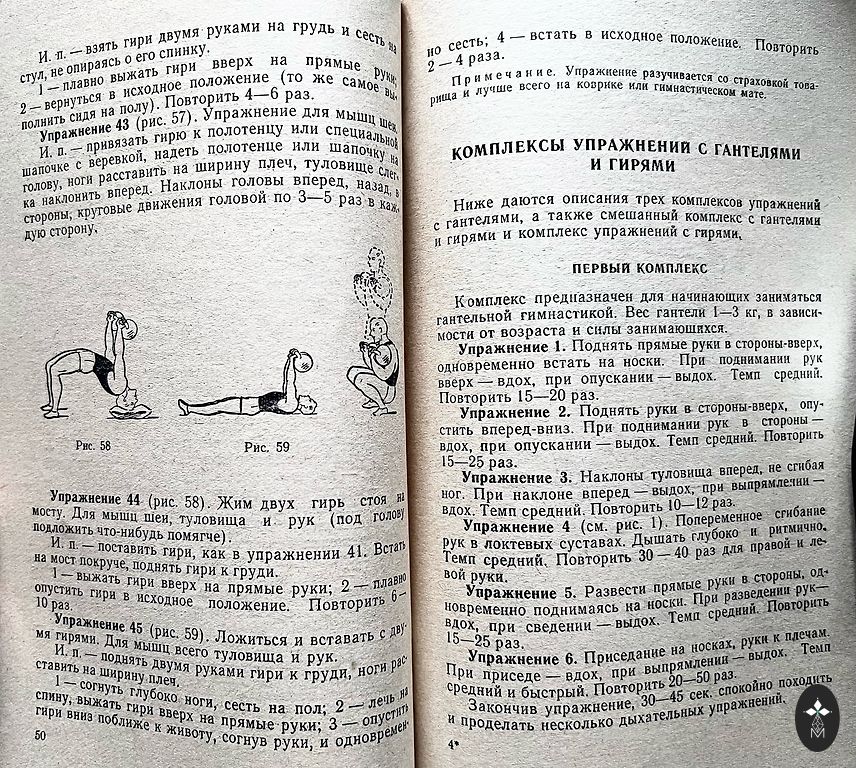 И. п. — взять гири двумя руками на грудь и сесть на
стул, не опираясь о его спинку.
1 — плавно выжать гири вверх на прямые руки;
2 — вернуться в исходное положение (то же самое вы-
полнить сидя на полу). Повторить 4—6 раз.
Упражнение 43 (рис. 57). Упражнение для мышц шеи.
И. п. — привязать гирю к полотенцу или специальной
шапочке с веревкой, надеть полотенце или шапочку на
голову, ноги расставить на ширину плеч, туловище слег-
ка наклонить вперед. Наклоны головы вперед, назад, в
стороны, круговые движения головой по 3—5 раз в каж-
дую сторону.
Рис. 58
Рис. 59
Упражнение 44 (рис. 58). Жим двух гирь стоя на
мосту. Для мышц шеи, туловища и рук (под голову
подложить что-нибудь помягче).
И. п. — поставить гири, как в упражнении 41. Встать
на мост покруче, поднять гири к груди.
1 — выжать гири вверх на прямые руки; 2 — плавно
опустить гири в исходное положение. Повторить 6—
10 раз.
Упражнение 45 (рис. 59). Ложиться и вставать с дву-
мя гирями. Для мышц всего туловища и рук.
И. п. — поднять двумя руками гири к груди, ноги рас-
ставить на ширину плеч.
1 — согнуть глубоко ноги, сесть на пол; 2 — лечь на
спину, выжать гири вверх на прямые руки; 3 — опустить
гири вниз поближе к животу, согнув руки, и одновремен-
50
но сесть; 4 — встать в исходное положение. Повторить
2 — 4 раза.
Примечание. Упражнение разучивается со страховкой това-
рища и лучше всего на коврике или гимнастическом мате.
КОМПЛЕКСЫ УПРАЖНЕНИЙ С ГАНТЕЛЯМИ
И ГИРЯМИ
Ниже даются описания трех комплексов упражнений
с гантелями, а также смешанный комплекс с гантелями
и гирями и комплекс упражнений с гирями.
ПЕРВЫЙ КОМПЛЕКС
Комплекс предназначен для начинающих заниматься
гантельной гимнастикой. Вес гантели 1—3 кг, в зависи-
мости от возраста и силы занимающихся.
Упражнение 1. Поднять прямые руки в стороны-вверх,
одновременно встать на носки. При поднимании рук
вверх — вдох, при опускании — выдох. Темп средний.
Повторить 15—20 раз.
Упражнение 2. Поднять руки в стороны-вверх, опу-
стить вперед-вниз. При поднимании рук в стороны —
вдох, при опускании — выдох. Темп средний. Повторить
15—25 раз.
Упражнение 3. Наклоны туловища вперед, не сгибая
ног. При наклоне вперед — выдох, при выпрямлении —
вдох. Темп средний. Повторить 10—12 раз.
Упражнение 4 (см. рис. 1). Попеременное сгибание
рук в локтевых суставах. Дышать глубоко и ритмично.
Темп средний. Повторить 30 — 40 раз для правой и ле-
вой руки.
Упражнение 5. Развести прямые руки в стороны, од-
новременно поднимаясь на носки. При разведении рук—
вдох, при сведении — выдох. Темп средний. Повторить
15—25 раз.
Упражнение 6. Приседание на носках, руки к плечам.
При приседе — вдох, при выпрямлении — выдох. Темп
средний и быстрый. Повторить 20—50 раз.
Закончив упражнение, 30—45 сек. спокойно походить
и проделать несколько дыхательных упражнений.
4*
М